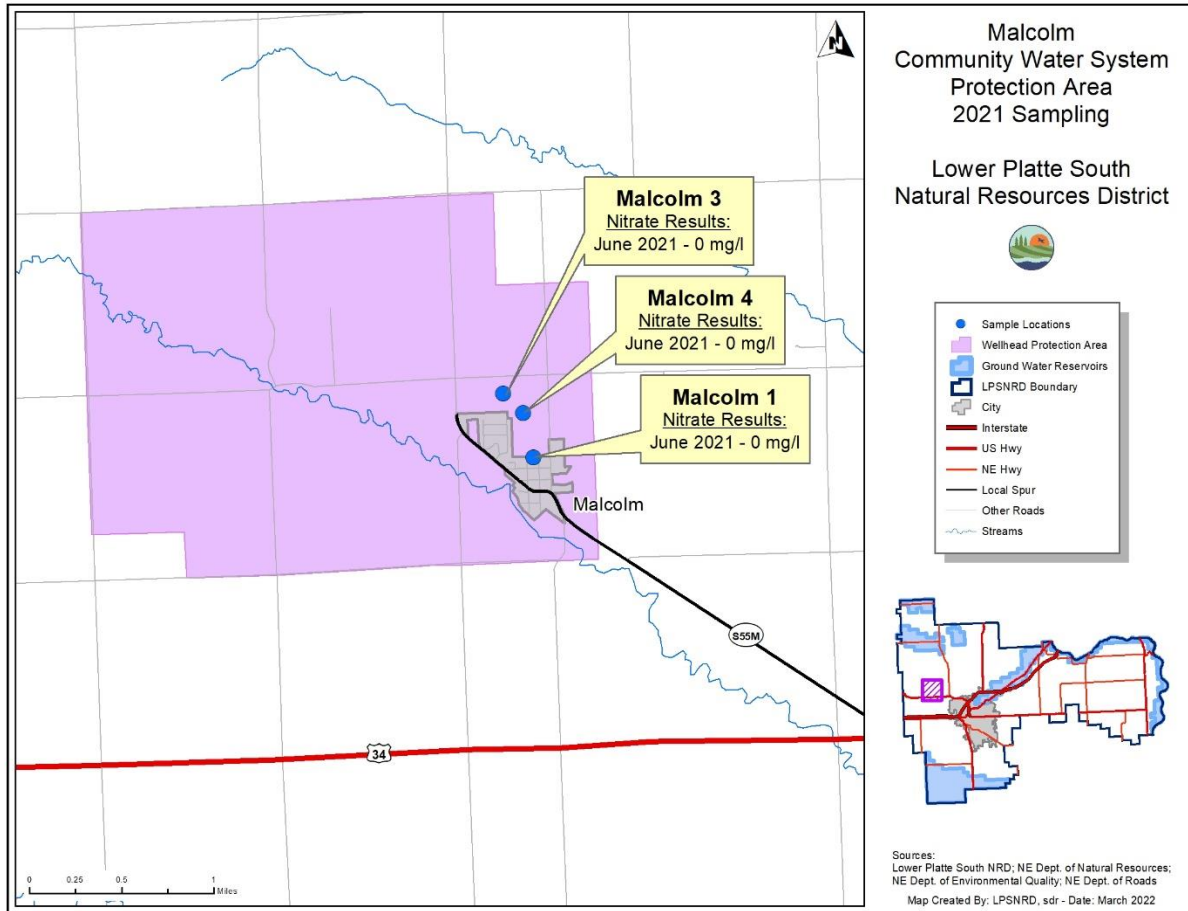 N
Malcolm
Community Water System
Protection Area
2021 Sampling
Lower Platte South
Natural Resources District
Malcolm 3
Nitrate Results:
June 2021 - 0 mg/l
Malcolm 4
Nitrate Results:
June 2021 - 0 mg/l
Malcolm 1
Nitrate Results:
June 2021 - 0 mg/l
Malcolm
S55M
34
0 0.25 0.5 1
Miles
Sample Locations
Wellhead Protection Area
Ground Water Reservoirs
LPSNRD Boundary
City
Interstate
US Hwy
NE Hwy
Local Spur
Other Roads
Streams
Sources:
Lower Platte South NRD; NE Dept. of Natural Resources;
NE Dept. of Environmental Quality; NE Dept. of Roads
Map Created By: LPSNRD, sdr - Date: March 2022